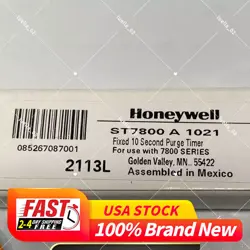 Honeywell
ST7800 A 1021
Fixed 10 Second Purge Timer
For use with 7800 SERIES
Golden Valley, MN.. 55422
Assembled in Mexico
085267087001
2113L
FAST
2-4 DAY
FREE SHIPPING
USA STOCK
100% Brand New